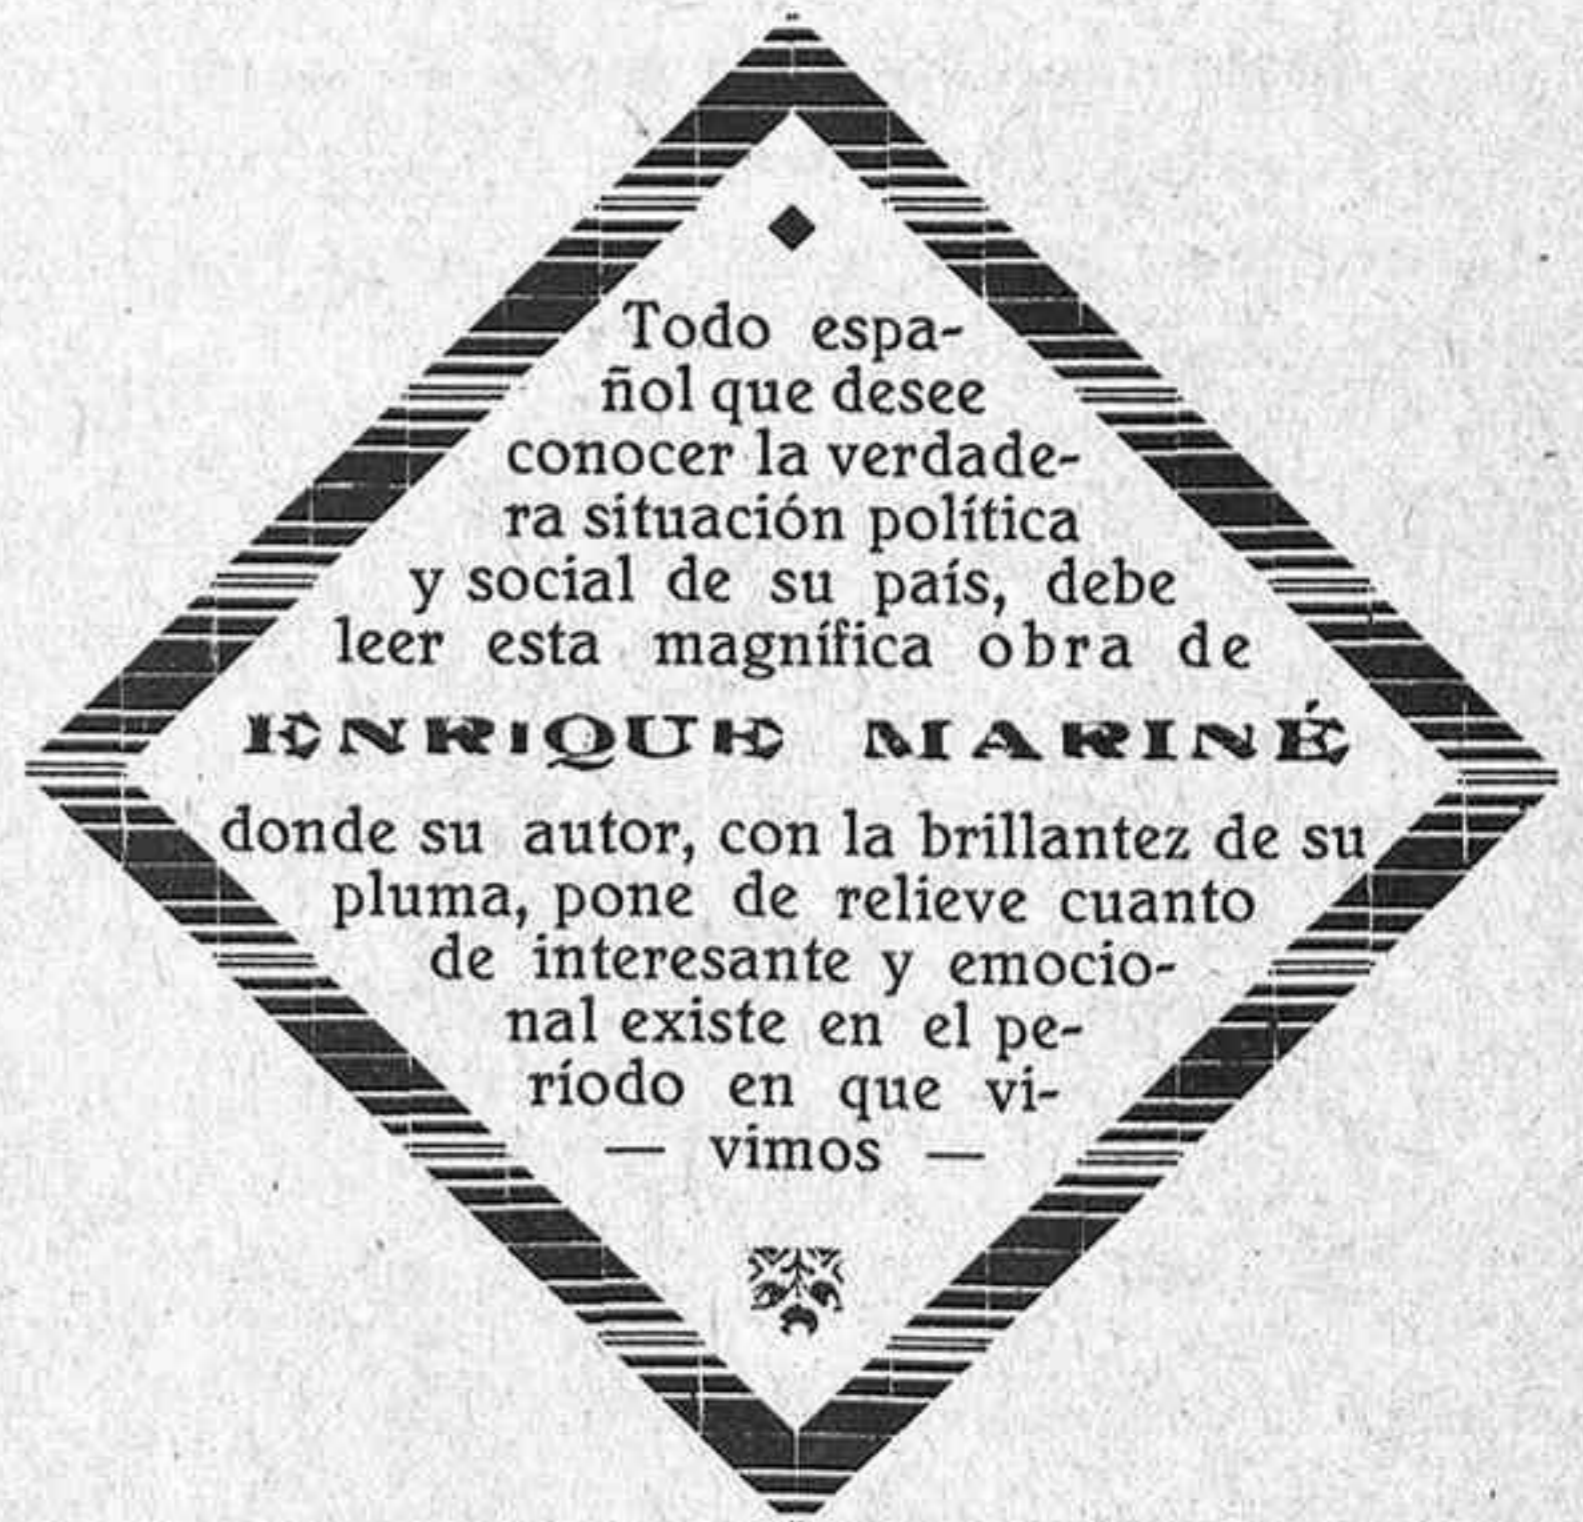 Todo espa-
ñol que desee
conocer la verdade-
ra situación política
y social de su país, debe
leer esta magnífica obra de
ENRIQUE MARINÉ
donde su autor, con la brillantez de su
pluma, pone de relieve cuanto
de interesante y emocio-
nal existe en el pe-
ríodo en que vi-
— vimos —